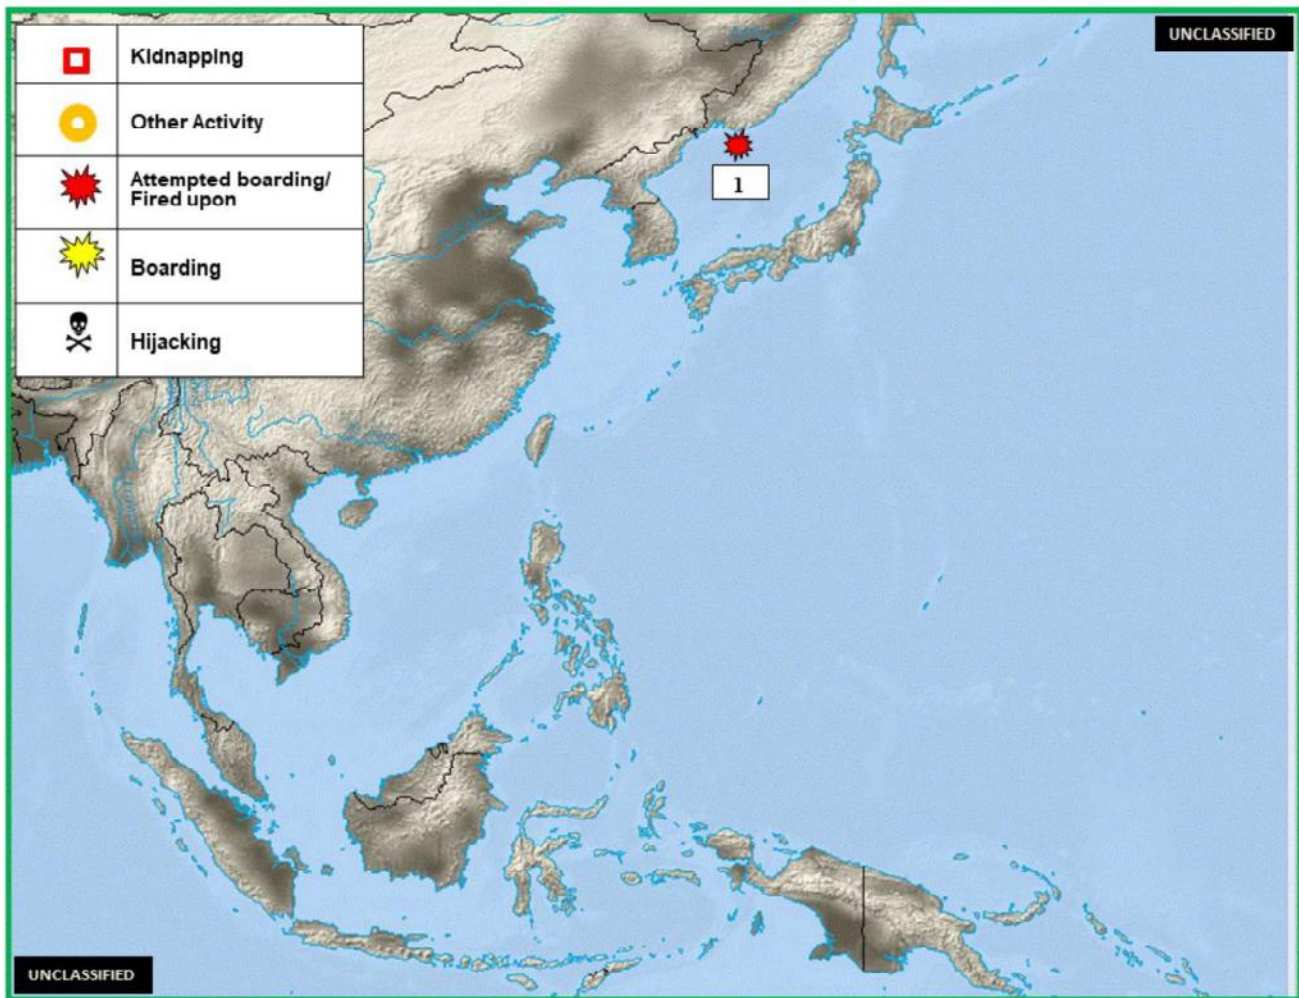 UNCLASSIFIED
Kidnapping
Other Activity
Attempted boarding/
Fired upon
Boarding
Hijacking
1
UNCLASSIFIED